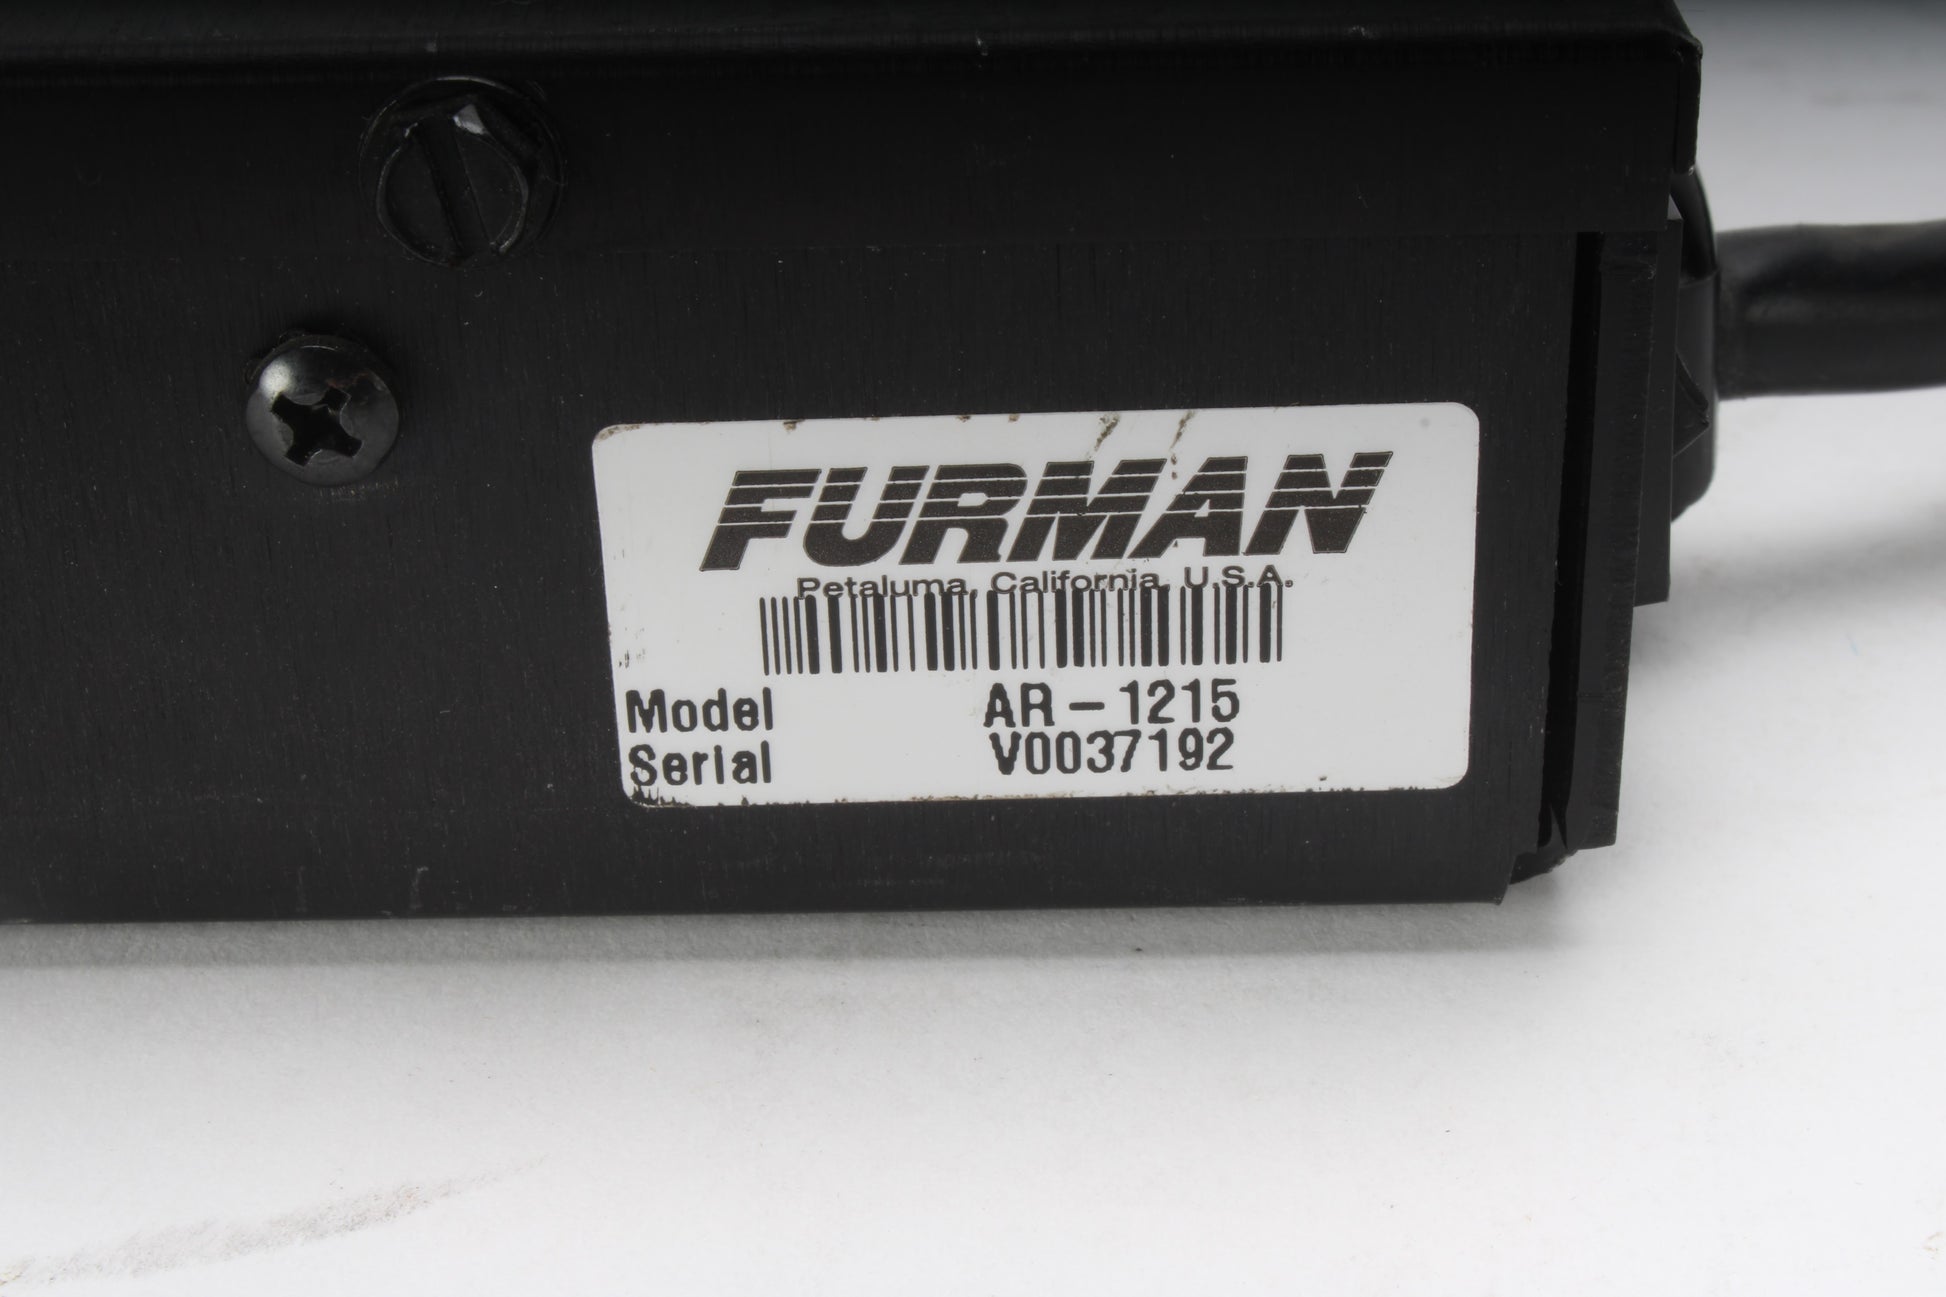 FURMAN
Petaluma, California, U.S.A.
Model AR-1215
Serial V0037192